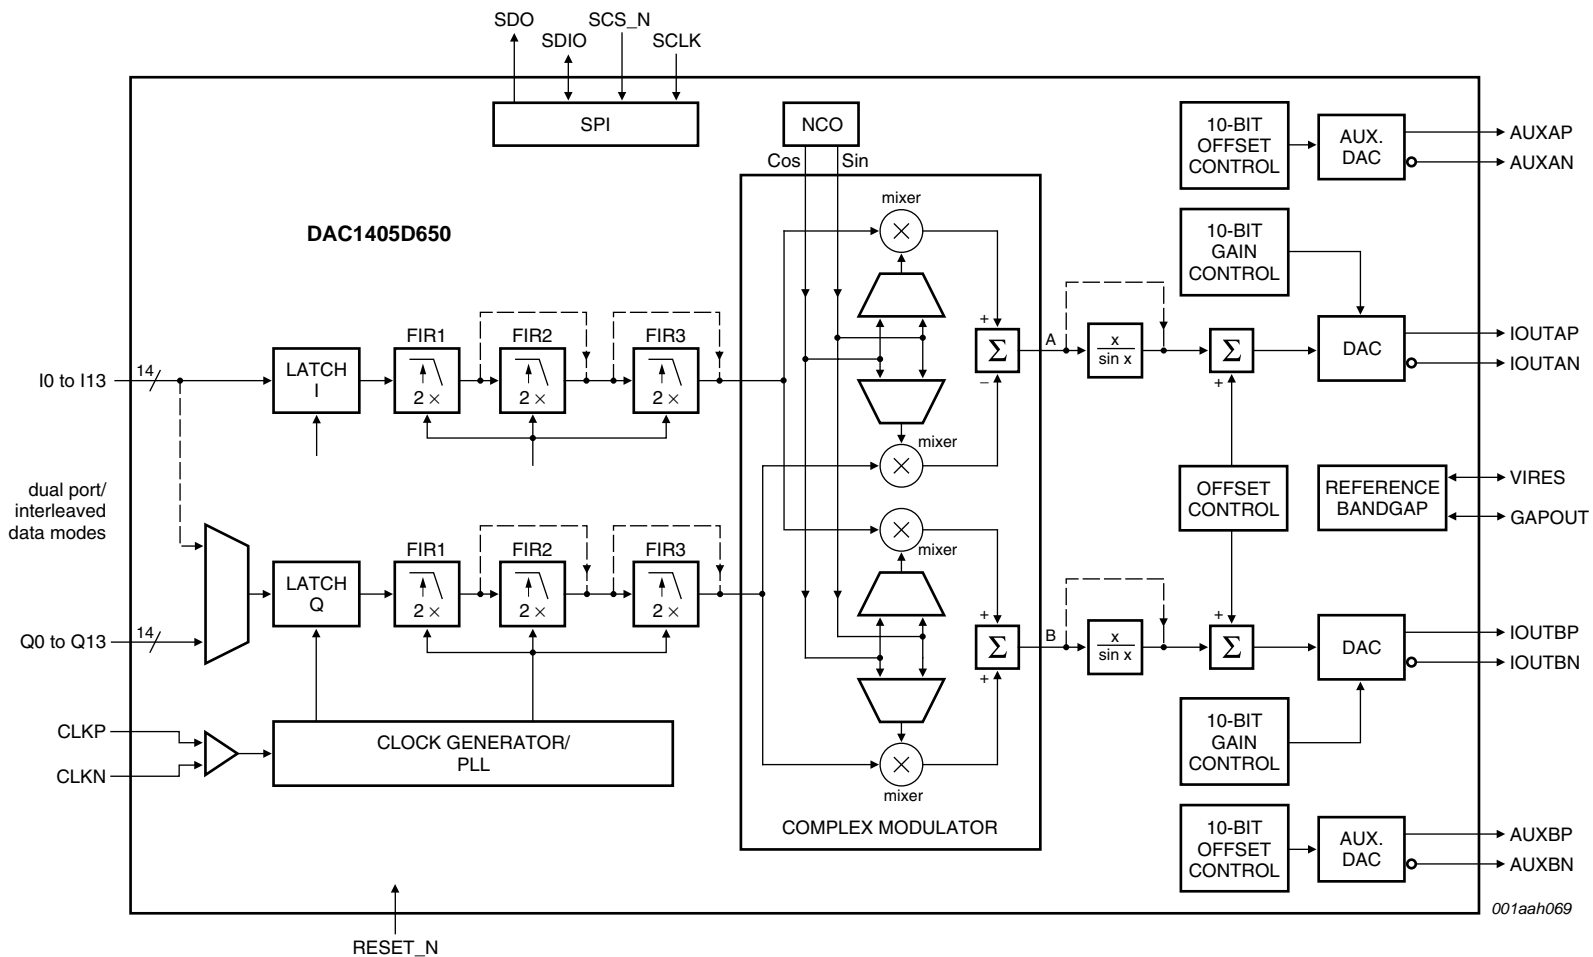 SDO
SDIO
SCS_N
SCLK
SPI
NCO
Cos
Sin
10-BIT
OFFSET
CONTROL
AUX.
DAC
AUXAP
AUXAN
DAC1405D650
mixer
10-BIT
GAIN
CONTROL
I0 to I13
14
LATCH
I
FIR1
2 ×
FIR2
2 ×
FIR3
2 ×
+
Σ
−
A
x
sin x
Σ
+
DAC
IOUTAP
IOUTAN
mixer
dual port/
interleaved
data modes
OFFSET
CONTROL
REFERENCE
BANDGAP
VIRES
GAPOUT
mixer
Q0 to Q13
14
LATCH
Q
FIR1
2 ×
FIR2
2 ×
FIR3
2 ×
+
Σ
+
B
x
sin x
+
Σ
DAC
IOUTBP
IOUTBN
CLKP
CLKN
CLOCK GENERATOR/
PLL
mixer
10-BIT
GAIN
CONTROL
COMPLEX MODULATOR
10-BIT
OFFSET
CONTROL
AUX.
DAC
AUXBP
AUXBN
RESET_N
001aah069